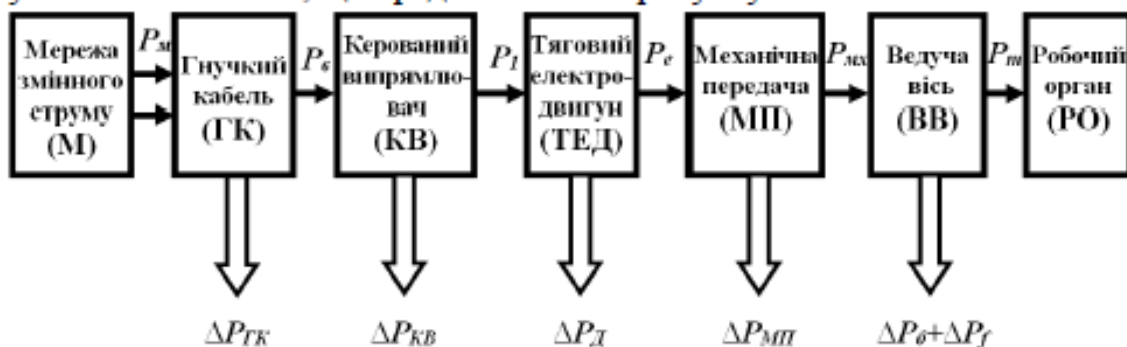 Мережа
змінного
струму
(М)
Pм
Гнучкий
кабель
(ГК)
Pв
Керований
випрямлю-
вач
(КВ)
P1
Тяговий
електро-
двигун
(ТЕД)
Pе
Механічна
передача
(МП)
Pмх
Ведуча
вісь
(ВВ)
Pт
Робочий
орган
(РО)
ΔPГК
ΔPКВ
ΔPД
ΔPМП
ΔPв+ΔPf